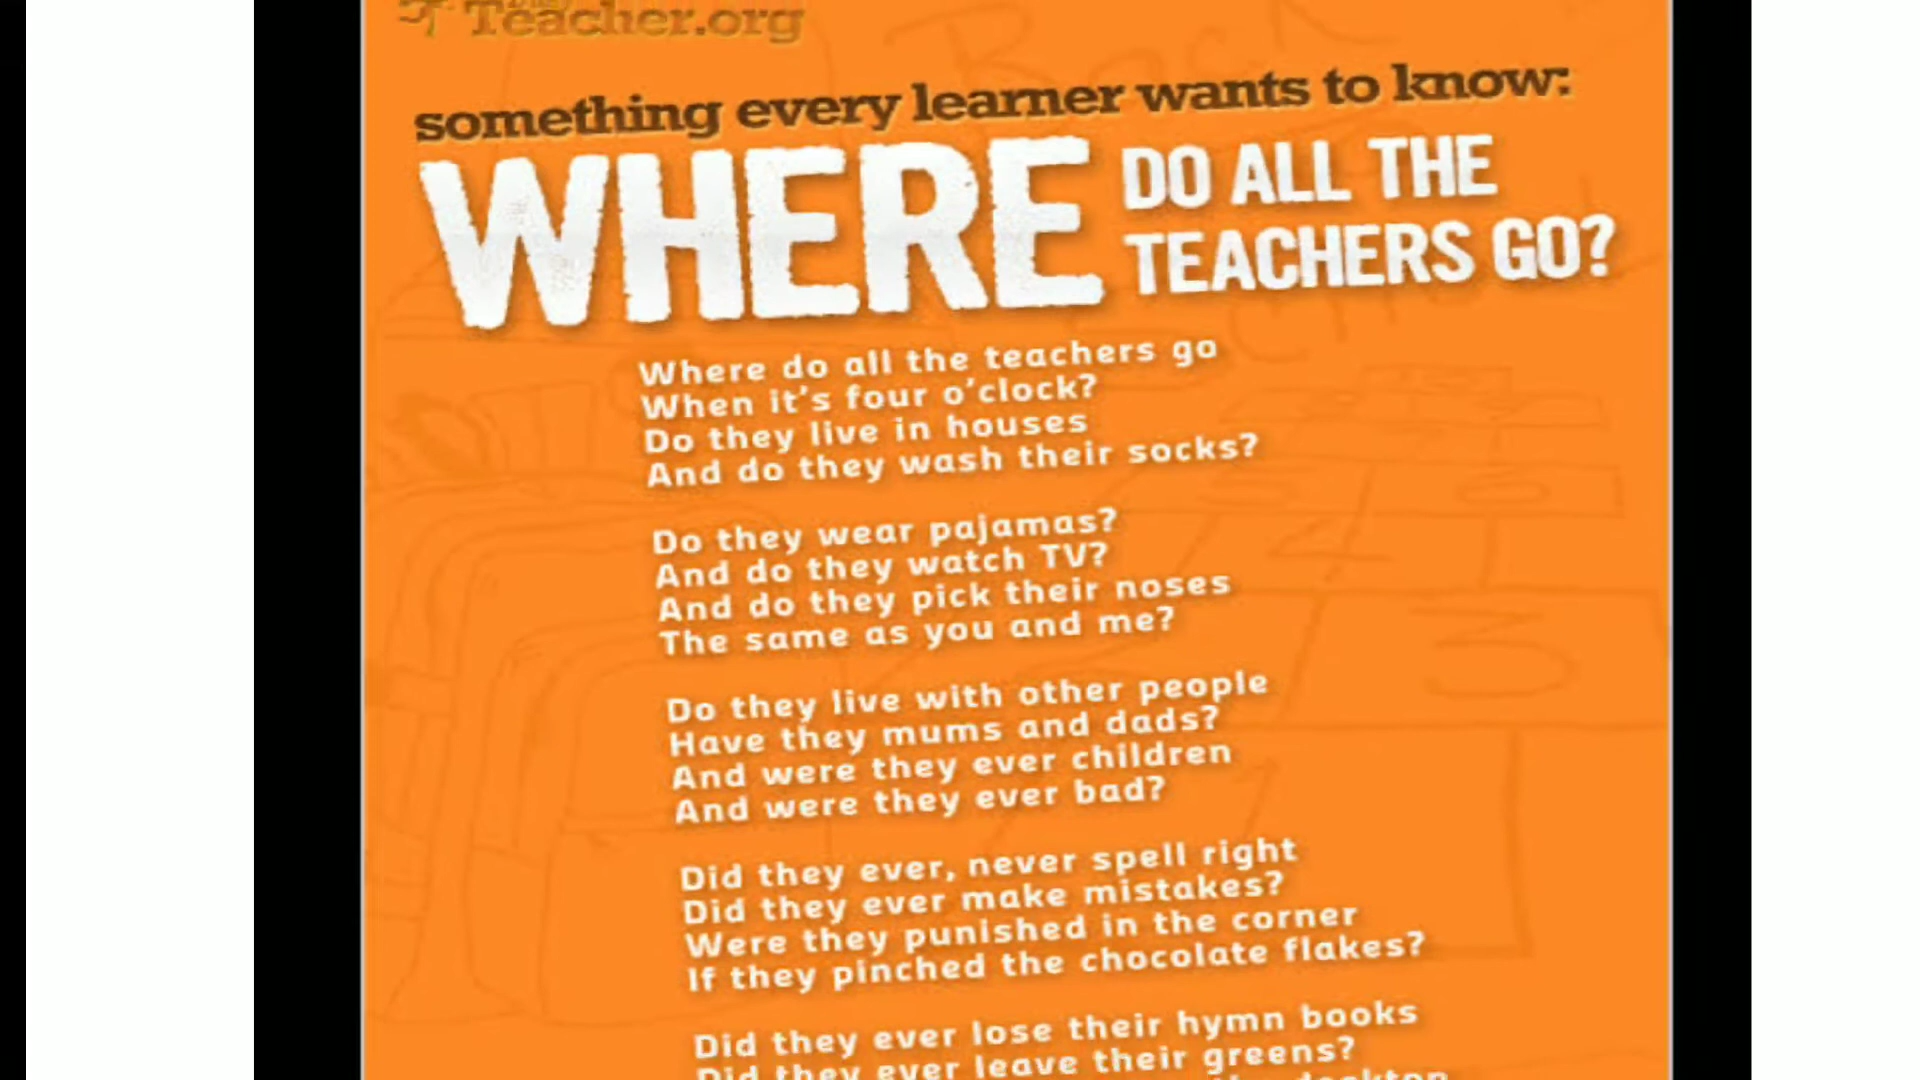 Teacher.org
something every learner wants to know:
WHERE DO ALL THE
TEACHERS GO?
Where do all the teachers go
When it's four o'clock?
Do they live in houses
And do they wash their socks?
Do they wear pajamas?
And do they watch TV?
And do they pick their noses
The same as you and me?
Do they live with other people
Have they mums and dads?
And were they ever children
And were they ever bad?
Did they ever, never spell right
Did they ever make mistakes?
Were they punished in the corner
If they pinched the chocolate flakes?
Did they ever lose their hymn books
Did they ever leave their greens?
desktop